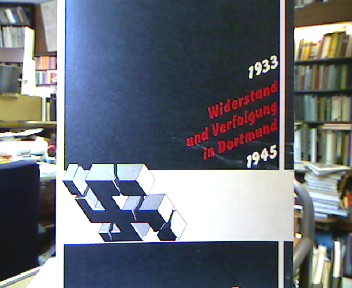 1933
Widerstand
und Verfolgung
in Dortmund
1945